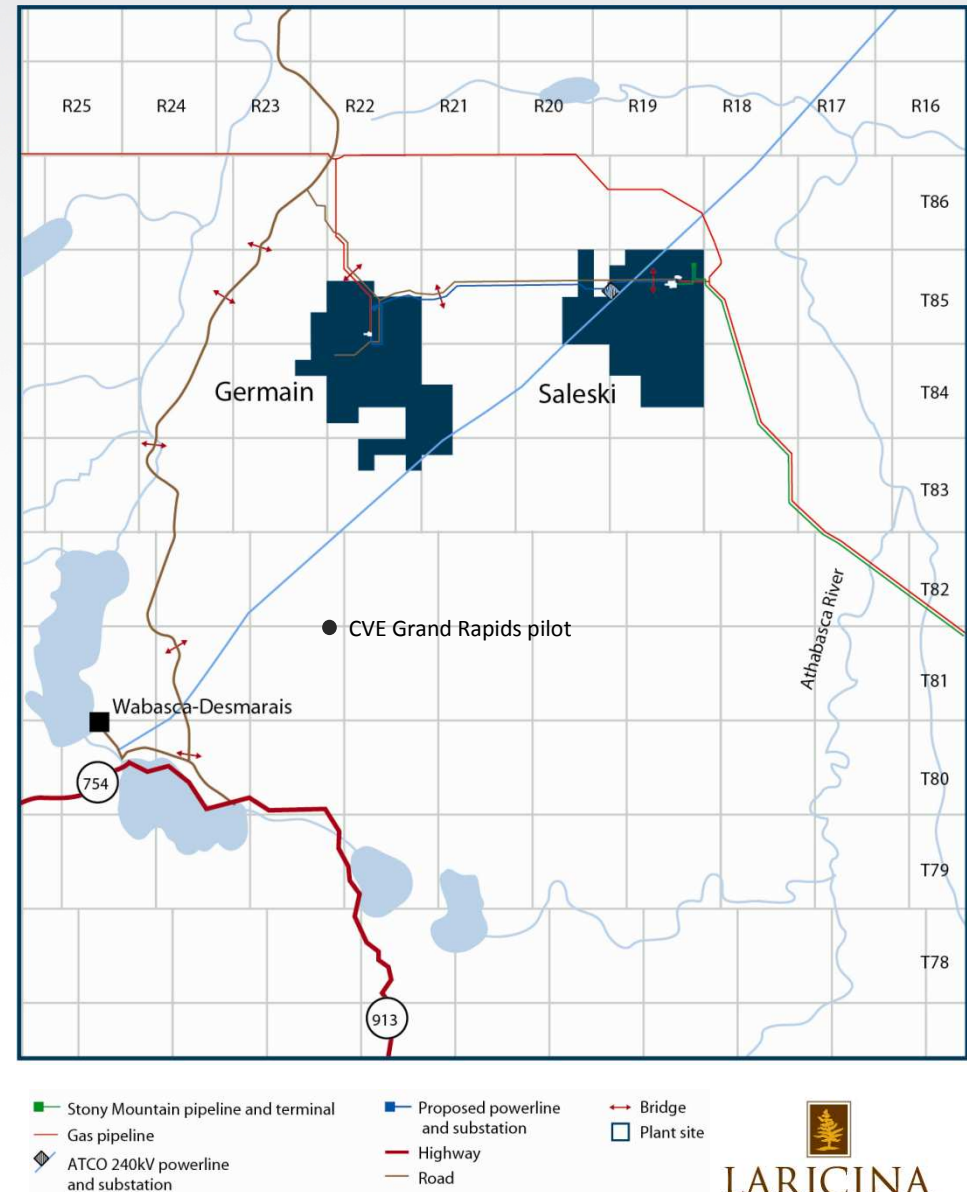 R25 R24 R23 R22 R21 R20 R19 R18 R17 R16
T86
T85
Germain
Saleski
T84
T83
T82
Athabasca River
CVE Grand Rapids pilot
T81
Wabasca-Desmarais
754
T80
T79
T78
913
Stony Mountain pipeline and terminal
Gas pipeline
ATCO 240kV powerline
and substation
Proposed powerline
and substation
Highway
Road
Bridge
Plant site
LARICINA